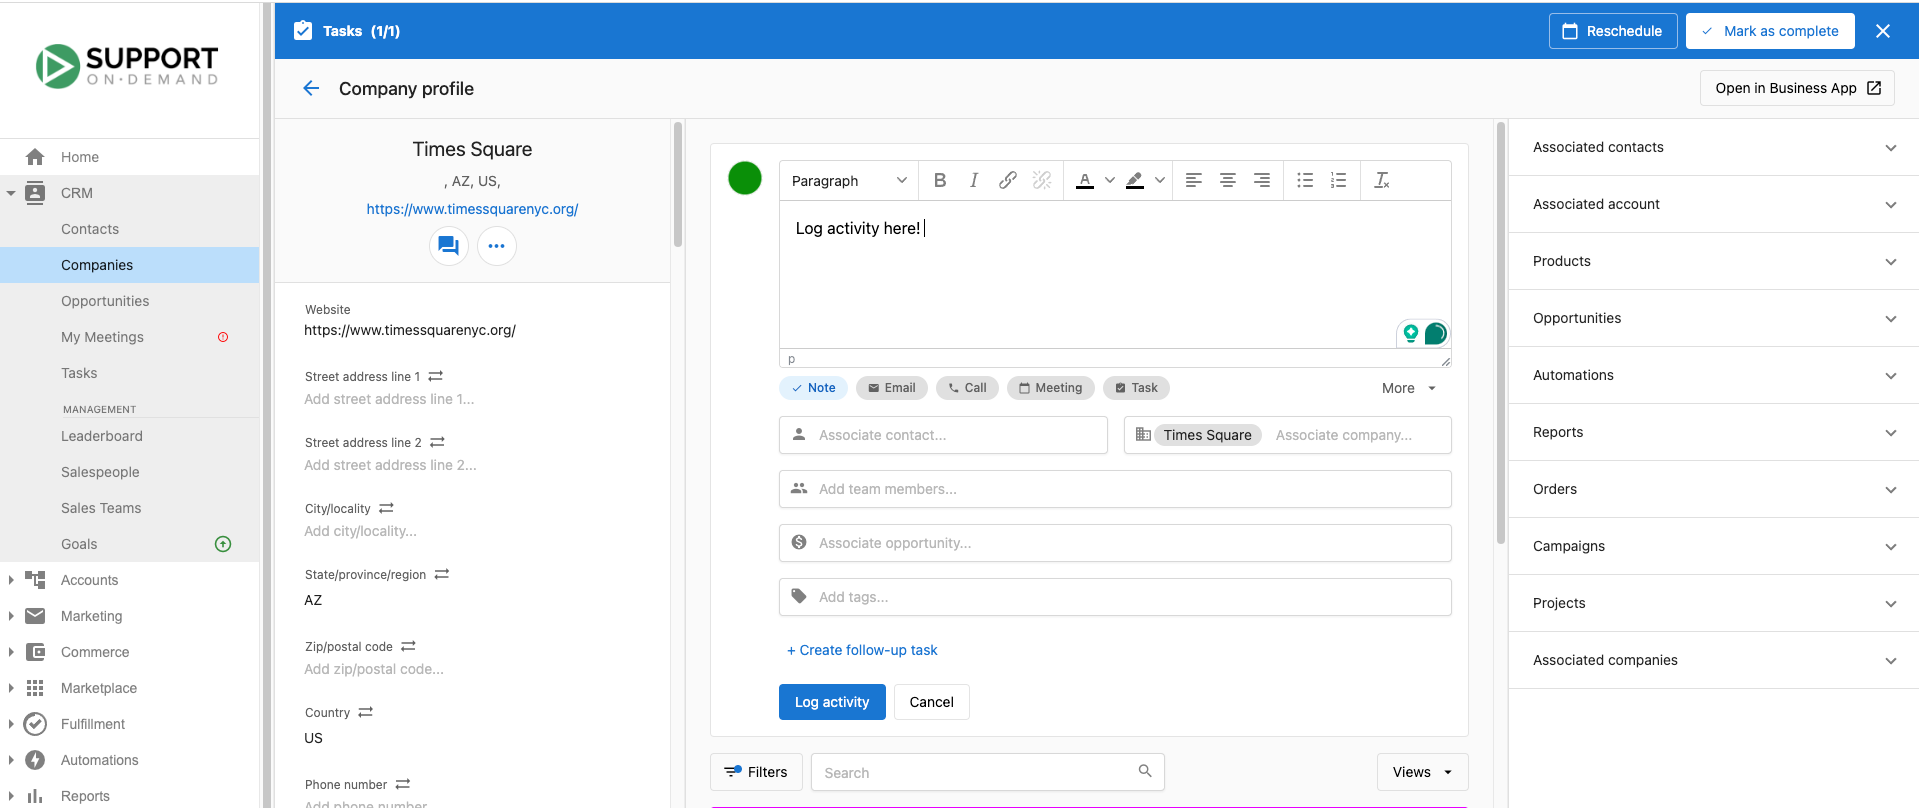 SUPPORT
ON·DEMAND
Home
CRM
Contacts
Companies
Opportunities
My Meetings
Tasks
MANAGEMENT
Leaderboard
Salespeople
Sales Teams
Goals
Accounts
Marketing
Commerce
Marketplace
Fulfillment
Automations
Reports
Tasks (1/1)
Reschedule
Mark as complete
Company profile
Open in Business App
Times Square
, AZ, US,
https://www.timessquarenyc.org/
Website
https://www.timessquarenyc.org/
Street address line 1
Add street address line 1...
Street address line 2
Add street address line 2...
City/locality
Add city/locality...
State/province/region
AZ
Zip/postal code
Add zip/postal code...
Country
US
Phone number
Add phone number
Paragraph
B I A
Log activity here!
p
Note Email Call Meeting Task More
Associate contact...
Times Square Associate company...
Add team members...
Associate opportunity...
Add tags...
+ Create follow-up task
Log activity Cancel
Filters Search Views
Associated contacts
Associated account
Products
Opportunities
Automations
Reports
Orders
Campaigns
Projects
Associated companies